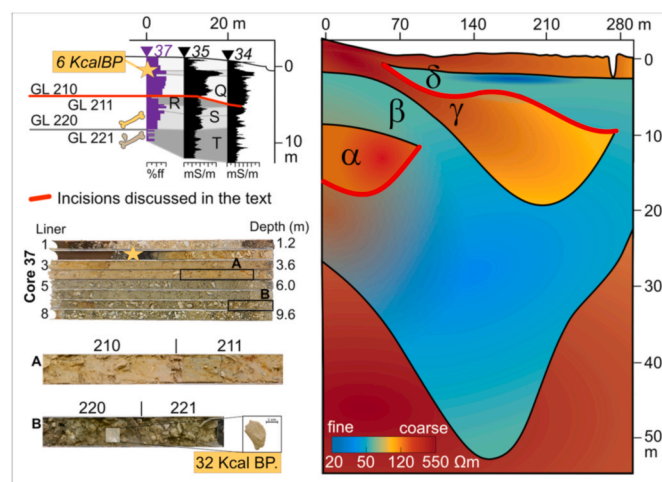 0 20 m
37 35 34
6 KcalBP
0
GL 210
GL 211
GL 220
GL 221
Q
R
S
T
10
m
%ff mS/m mS/m
Incisions discussed in the text
Liner Depth (m)
Core 37
1 1.2
3 3.6
5 6.0
8 9.6
A
B
210 | 211
A
220 | 221
B
32 Kcal BP.
0 70 140 210 280 m
0
10
20
30
40
50
m
δ
β
γ
α
fine coarse
20 50 120 550 Ωm